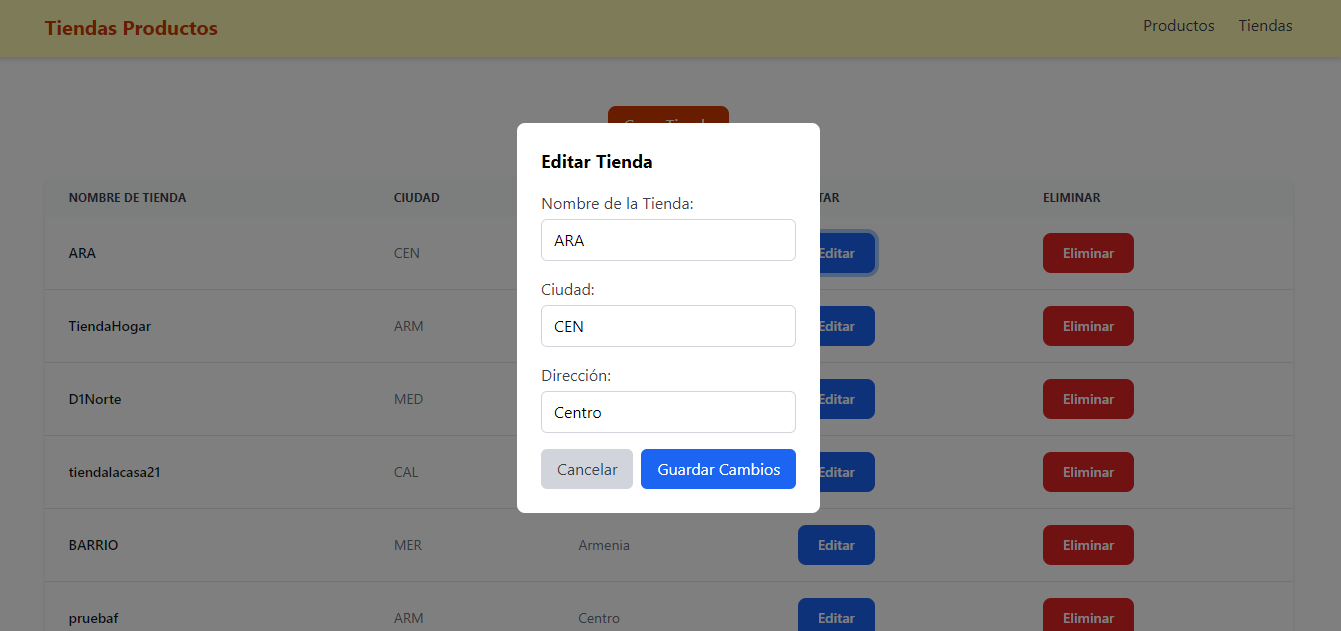 Tiendas Productos
Productos Tiendas
Editar Tienda
Nombre de la Tienda:
ARA
Ciudad:
CEN
Dirección:
Centro
Cancelar Guardar Cambios
NOMBRE DE TIENDA CIUDAD TAR ELIMINAR
ARA CEN Editar Eliminar
TiendaHogar ARM Editar Eliminar
D1Norte MED Editar Eliminar
tiendalacasa21 CAL Editar Eliminar
BARRIO MER Armenia Editar Eliminar
pruebaf ARM Centro Editar Eliminar